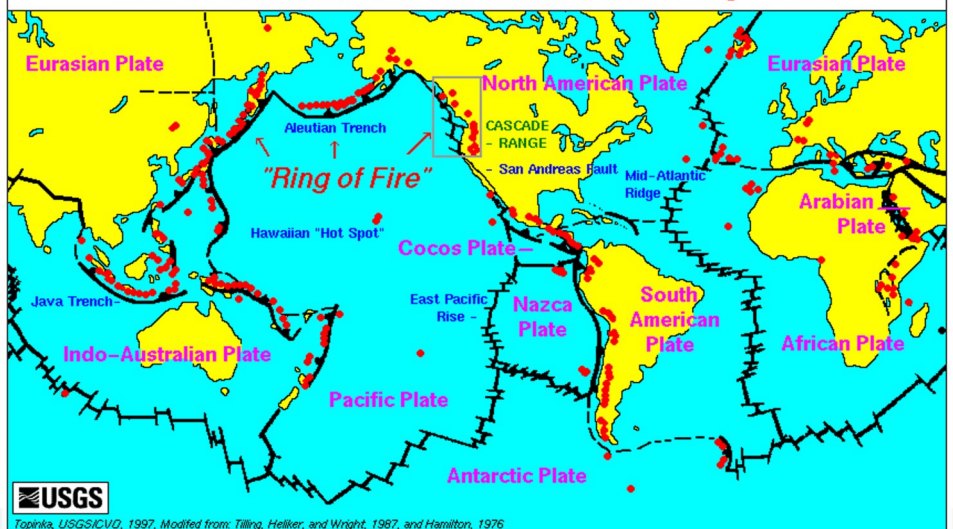 Eurasian Plate
North American Plate
Eurasian Plate
Aleutian Trench
CASCADE
- RANGE
"Ring of Fire"
- San Andreas Fault
Mid-Atlantic
Ridge
Arabian
Plate
Hawaiian "Hot Spot"
Cocos Plate
Java Trench
East Pacific
Rise -
Nazca
Plate
South
American
Plate
Indo-Australian Plate
African Plate
Pacific Plate
Antarctic Plate
USGS
Topinka, USGS/CVO, 1997, Modified from: Tilling, Heliker, and Wright, 1987, and Hamilton, 1976